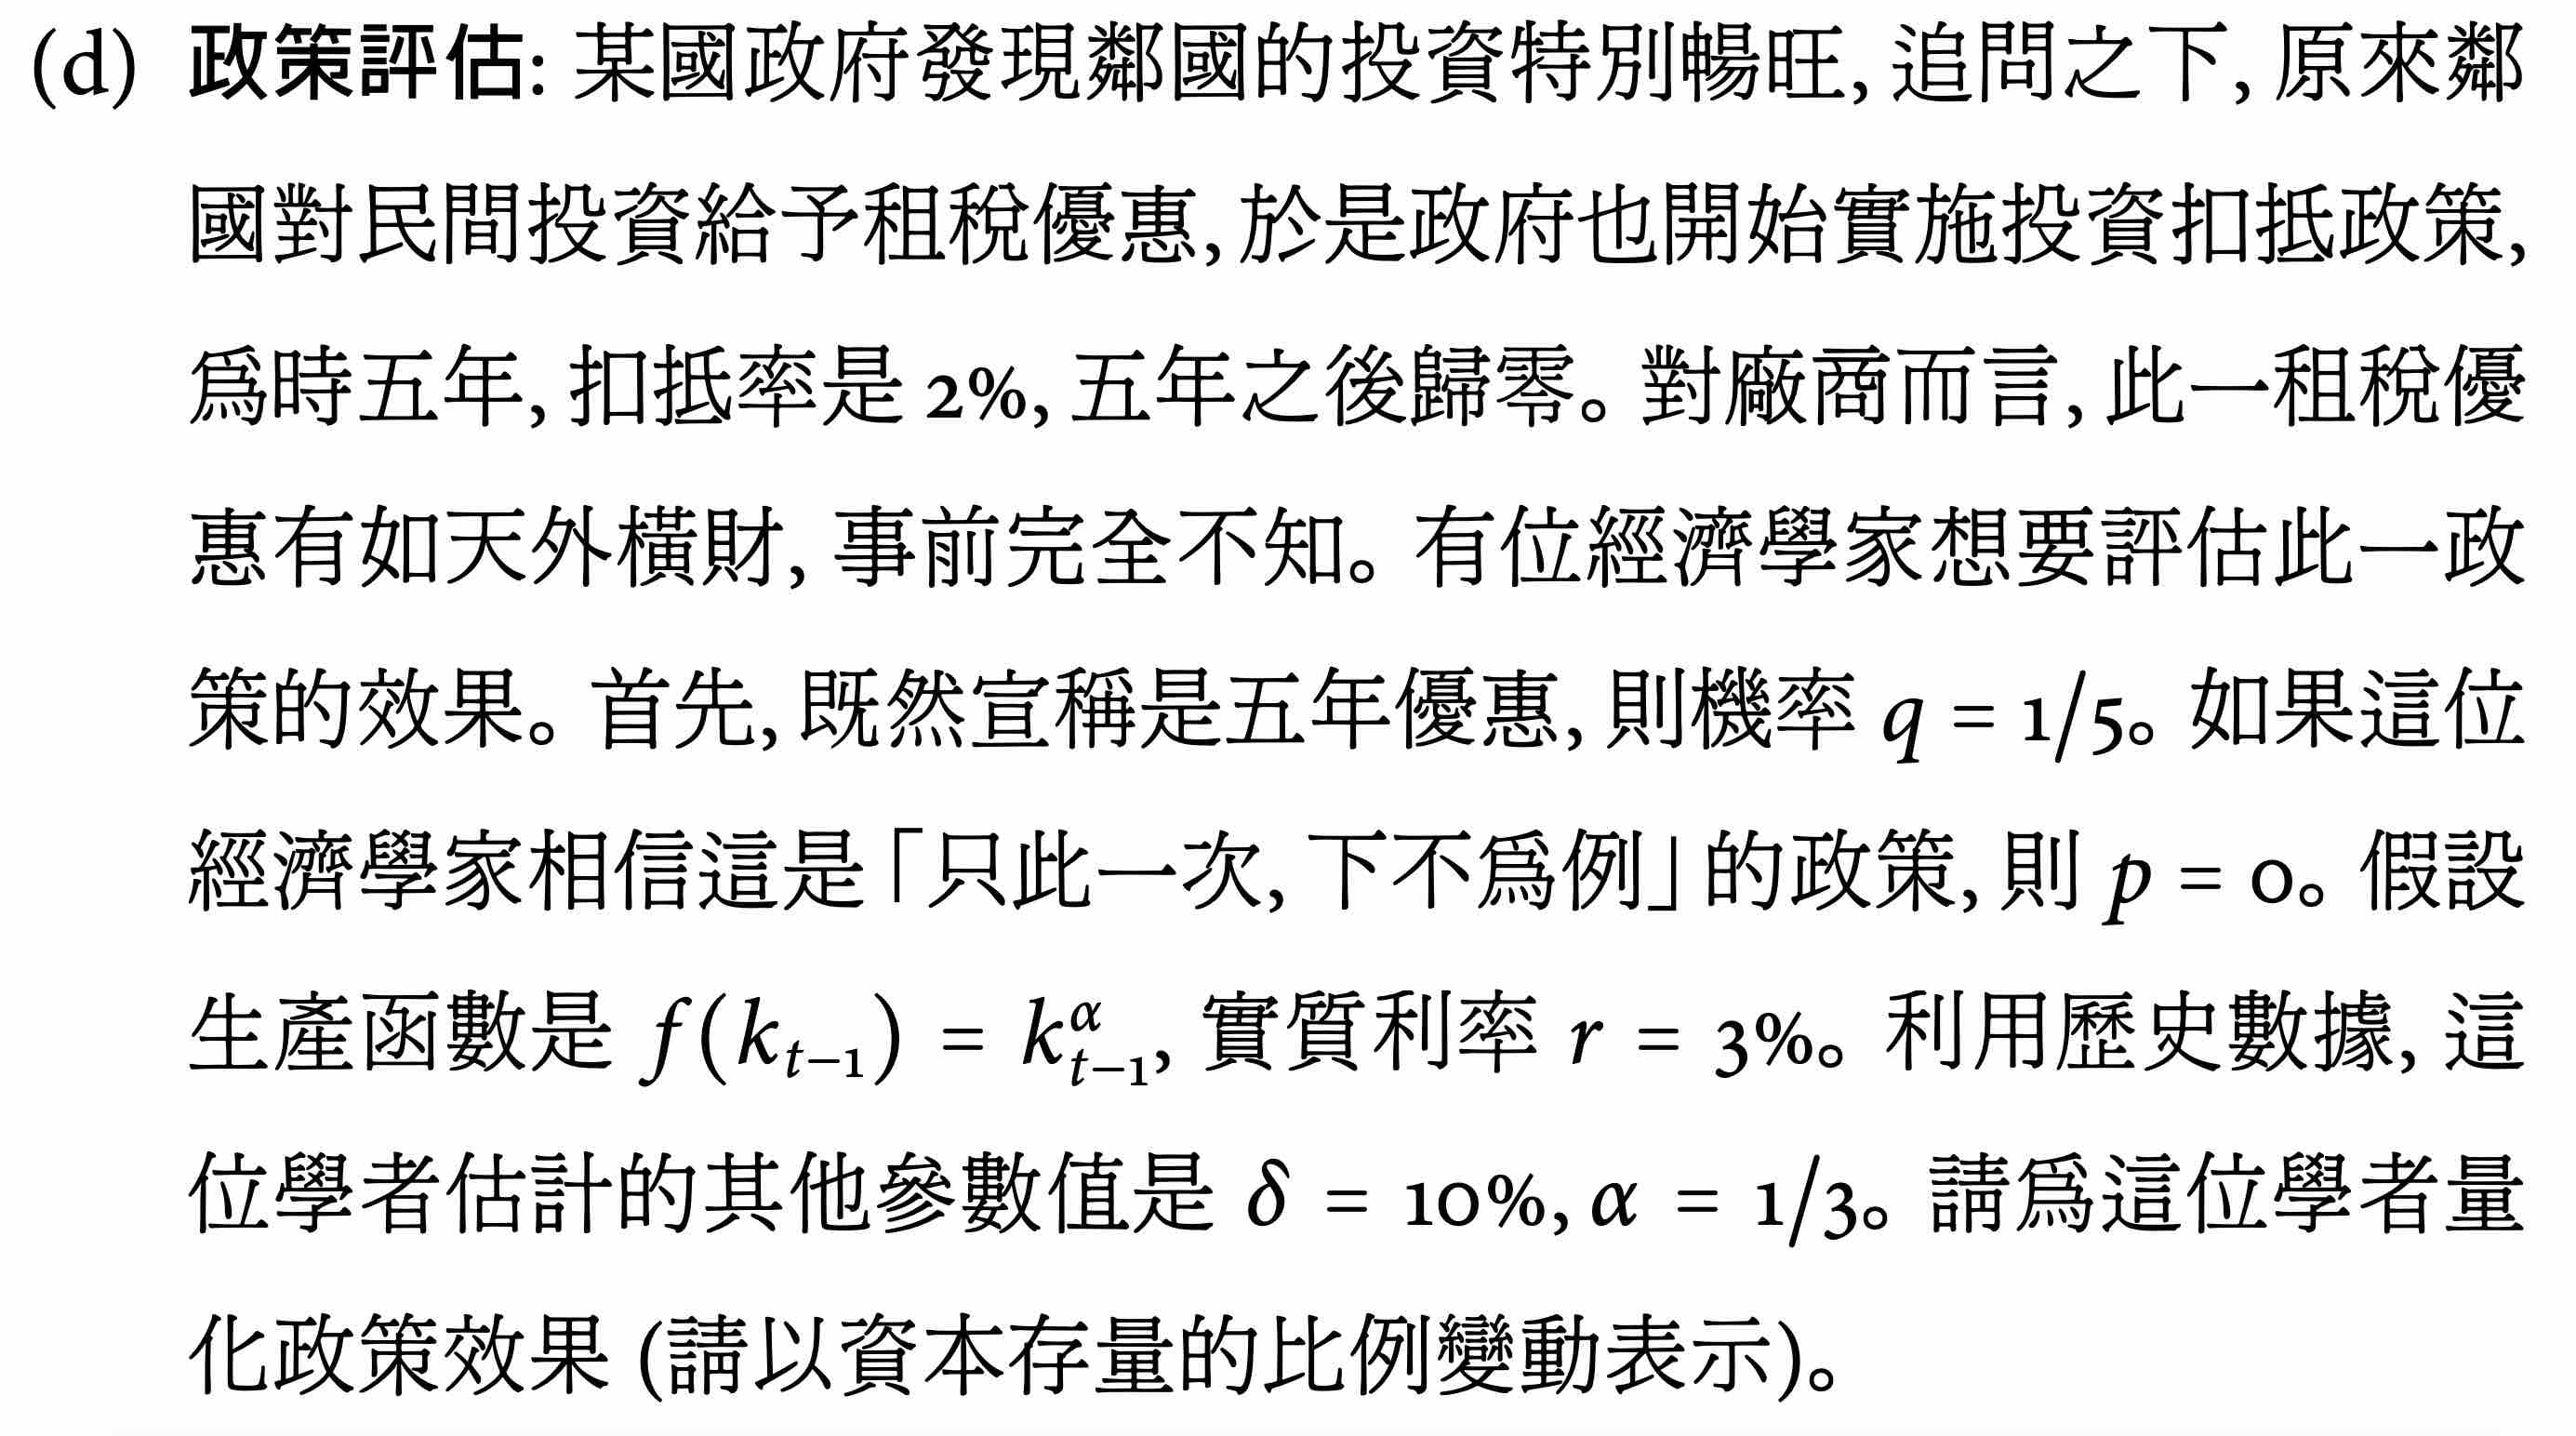 (d) 政策評估: 某國政府發現鄰國的投資特別暢旺, 追問之下, 原來鄰
國對民間投資給予租稅優惠, 於是政府也開始實施投資扣抵政策,
為時五年, 扣抵率是 2%, 五年之後歸零。對廠商而言, 此一租稅優
惠有如天外橫財, 事前完全不知。有位經濟學家想要評估此一政
策的效果。首先, 既然宣稱是五年優惠, 則機率 q = 1/5。如果這位
經濟學家相信這是「只此一次, 下不為例」的政策, 則 p = 0。假設
生產函數是 f(k_{t−1}) = k_{t−1}^α, 實質利率 r = 3%。利用歷史數據, 這
位學者估計的其他參數值是 δ = 10%, α = 1/3。請為這位學者量
化政策效果 (請以資本存量的比例變動表示)。